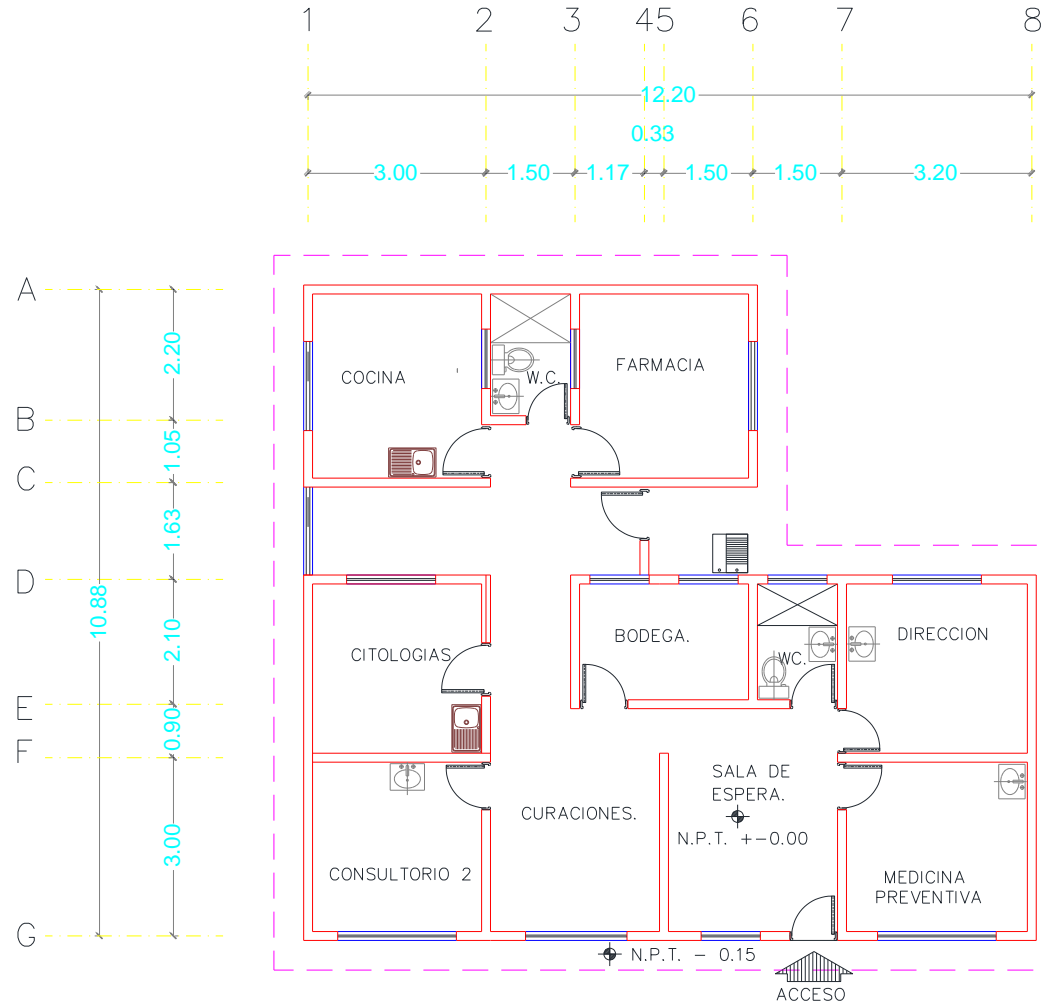 1 2 3 4 5 6 7 8
12.20
0.33
3.00 1.50 1.17 1.50 1.50 3.20
A
B
C
D
E
F
G
2.20
1.05
1.63
2.10
0.90
3.00
10.88
COCINA
W.C.
FARMACIA
CITOLOGIAS
BODEGA.
WC.
DIRECCION
SALA DE
ESPERA.
N.P.T. +-0.00
CURACIONES.
CONSULTORIO 2
MEDICINA
PREVENTIVA
N.P.T. - 0.15
ACCESO